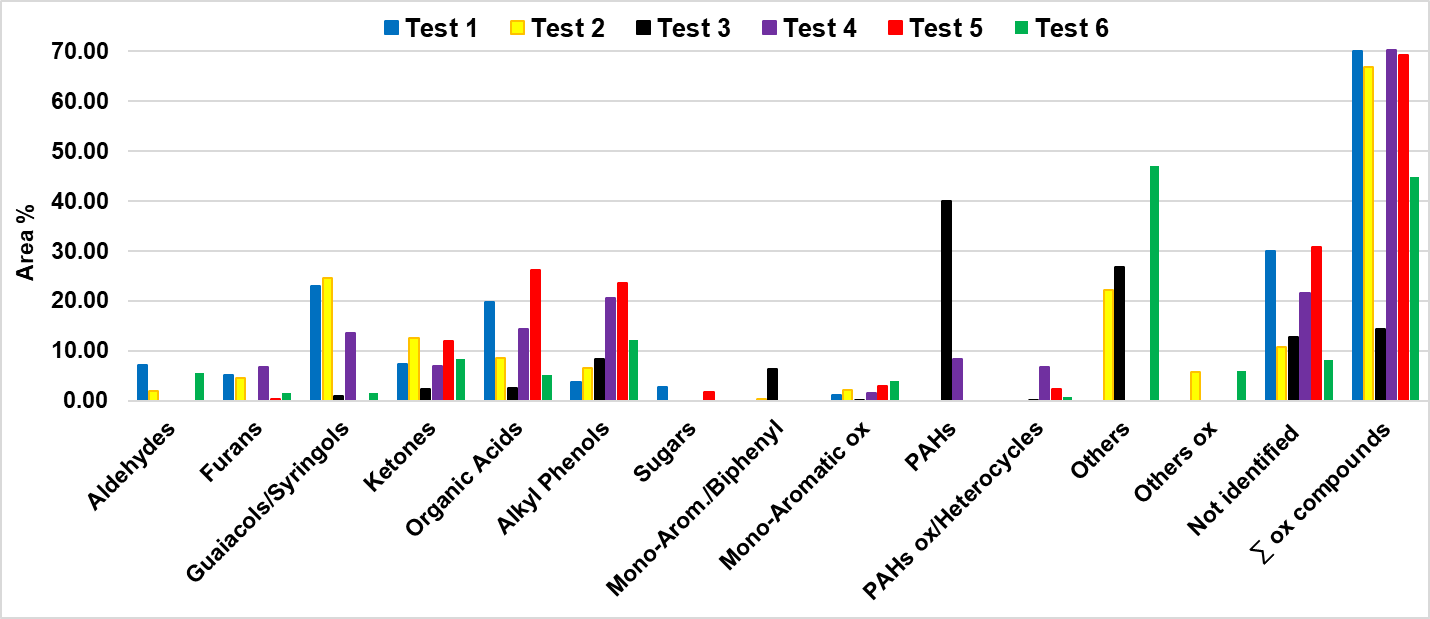 Test 1 Test 2 Test 3 Test 4 Test 5 Test 6
70.00
60.00
50.00
40.00
30.00
20.00
10.00
0.00
Area %
Aldehydes
Furans
Guaiacols/Syringols
Ketones
Organic Acids
Alkyl Phenols
Sugars
Mono-Arom./Biphenyl
Mono-Aromatic ox
PAHs
PAHs ox/Heterocycles
Others
Others ox
Not identified
∑ ox compounds